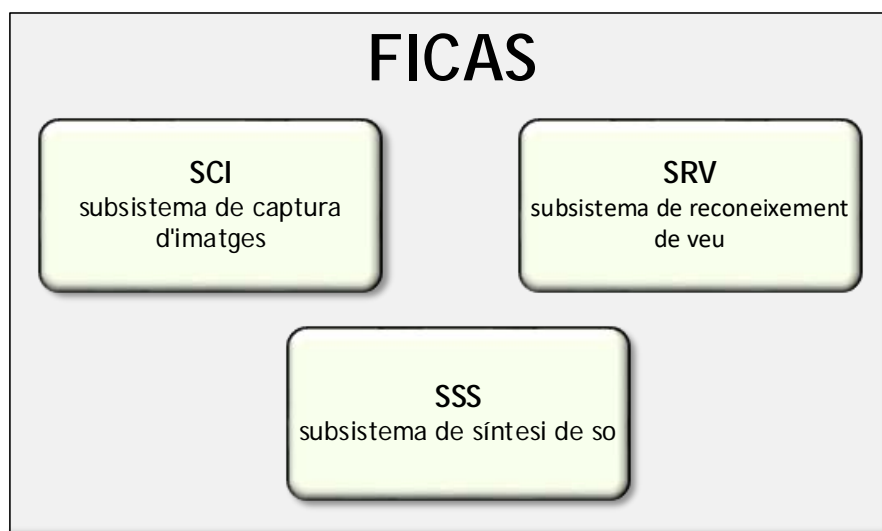 FICAS
SCI
subsistema de captura
d'imatges
SRV
subsistema de reconeixement
de veu
SSS
subsistema de síntesi de so